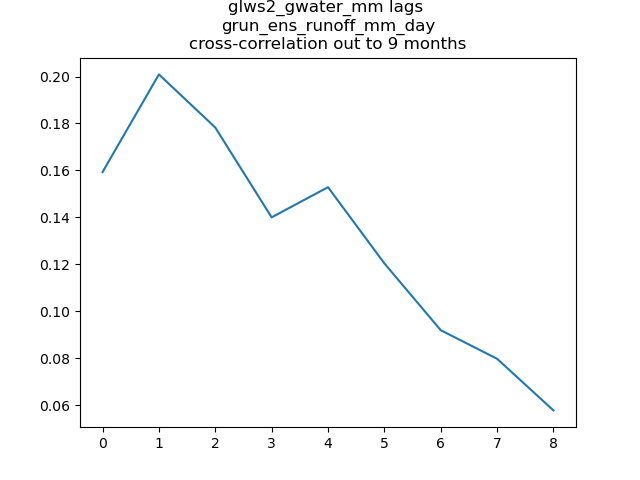 glws2_gwater_mm lags
grun_ens_runoff_mm_day
cross-correlation out to 9 months
0.20
0.18
0.16
0.14
0.12
0.10
0.08
0.06
0 1 2 3 4 5 6 7 8